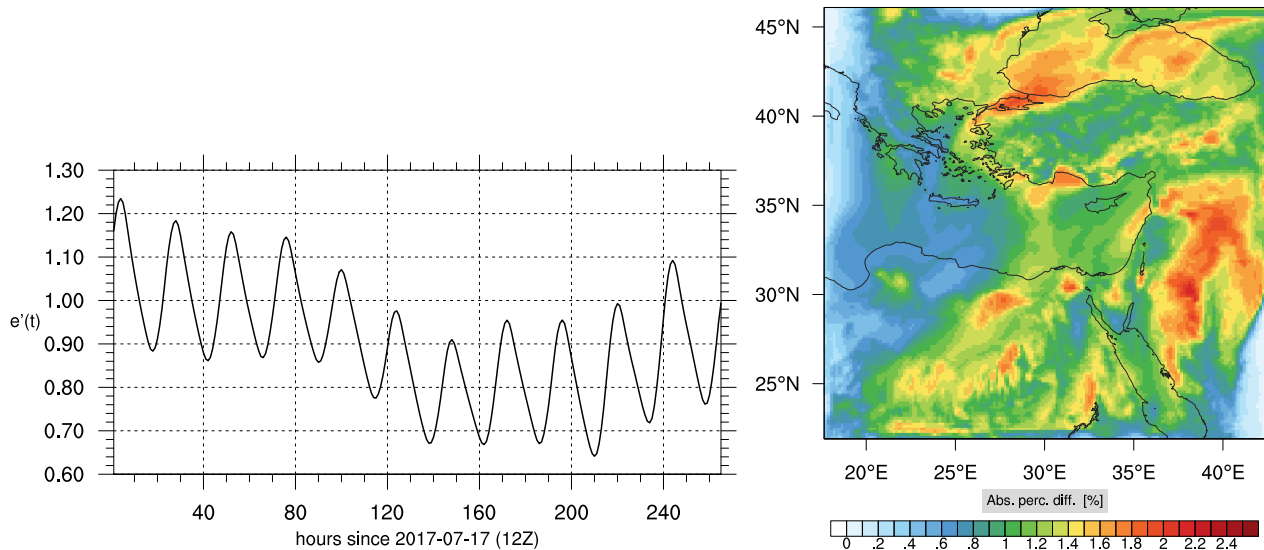 1.30
1.20
1.10
1.00
0.90
0.80
0.70
0.60
e'(t)
40 80 120 160 200 240
hours since 2017-07-17 (12Z)
45°N
40°N
35°N
30°N
25°N
20°E 25°E 30°E 35°E 40°E
Abs. perc. diff. [%]
0 .2 .4 .6 .8 1 1.2 1.4 1.6 1.8 2 2.2 2.4